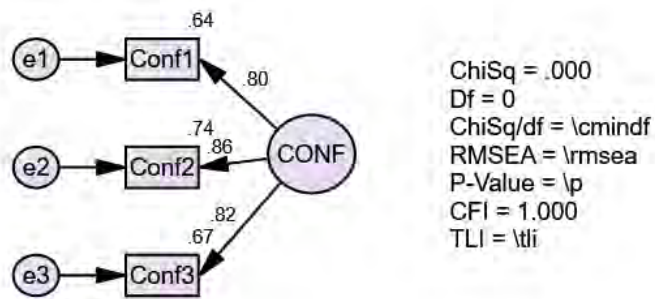 .64
e1
Conf1
.80
.74
.86
e2
Conf2
CONF
.82
.67
e3
Conf3
ChiSq = .000
Df = 0
ChiSq/df = \cmindf
RMSEA = \rmsea
P-Value = \p
CFI = 1.000
TLI = \tli